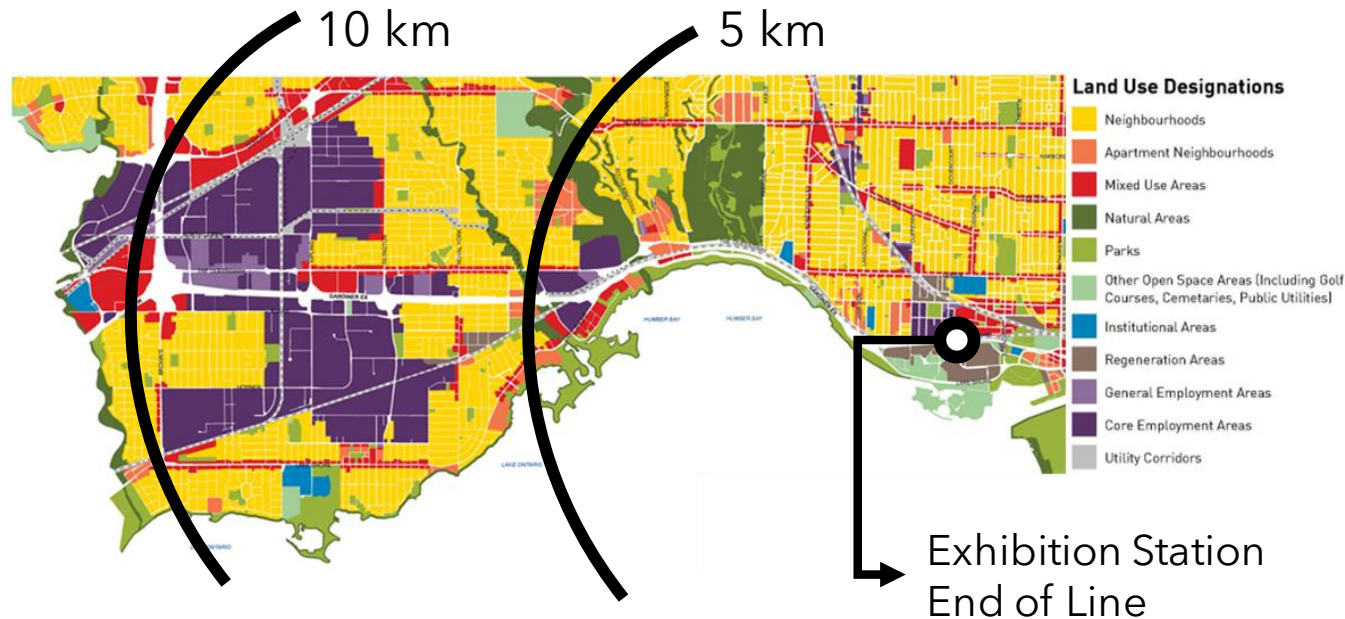 10 km
5 km
Land Use Designations
Neighbourhoods
Apartment Neighbourhoods
Mixed Use Areas
Natural Areas
Parks
Other Open Space Areas (Including Golf
Courses, Cemetaries, Public Utilities)
Institutional Areas
Regeneration Areas
General Employment Areas
Core Employment Areas
Utility Corridors
GARDINER EX
HUMBER BAY
HUMBER BAY
LAKE ONTARIO
Exhibition Station
End of Line